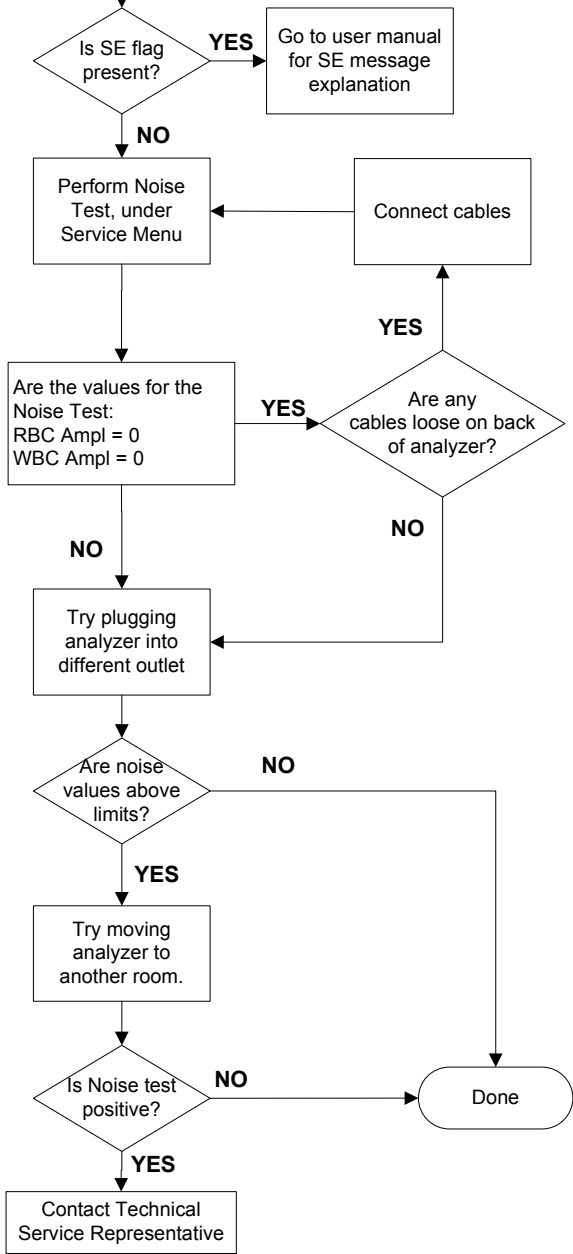 Is SE flag
present?
YES
Go to user manual
for SE message
explanation
NO
Perform Noise
Test, under
Service Menu
Connect cables
YES
Are the values for the
Noise Test:
RBC Ampl = 0
WBC Ampl = 0
YES
Are any
cables loose on back
of analyzer?
NO
NO
Try plugging
analyzer into
different outlet
Are noise
values above
limits?
NO
YES
Try moving
analyzer to
another room.
Is Noise test
positive?
NO
Done
YES
Contact Technical
Service Representative